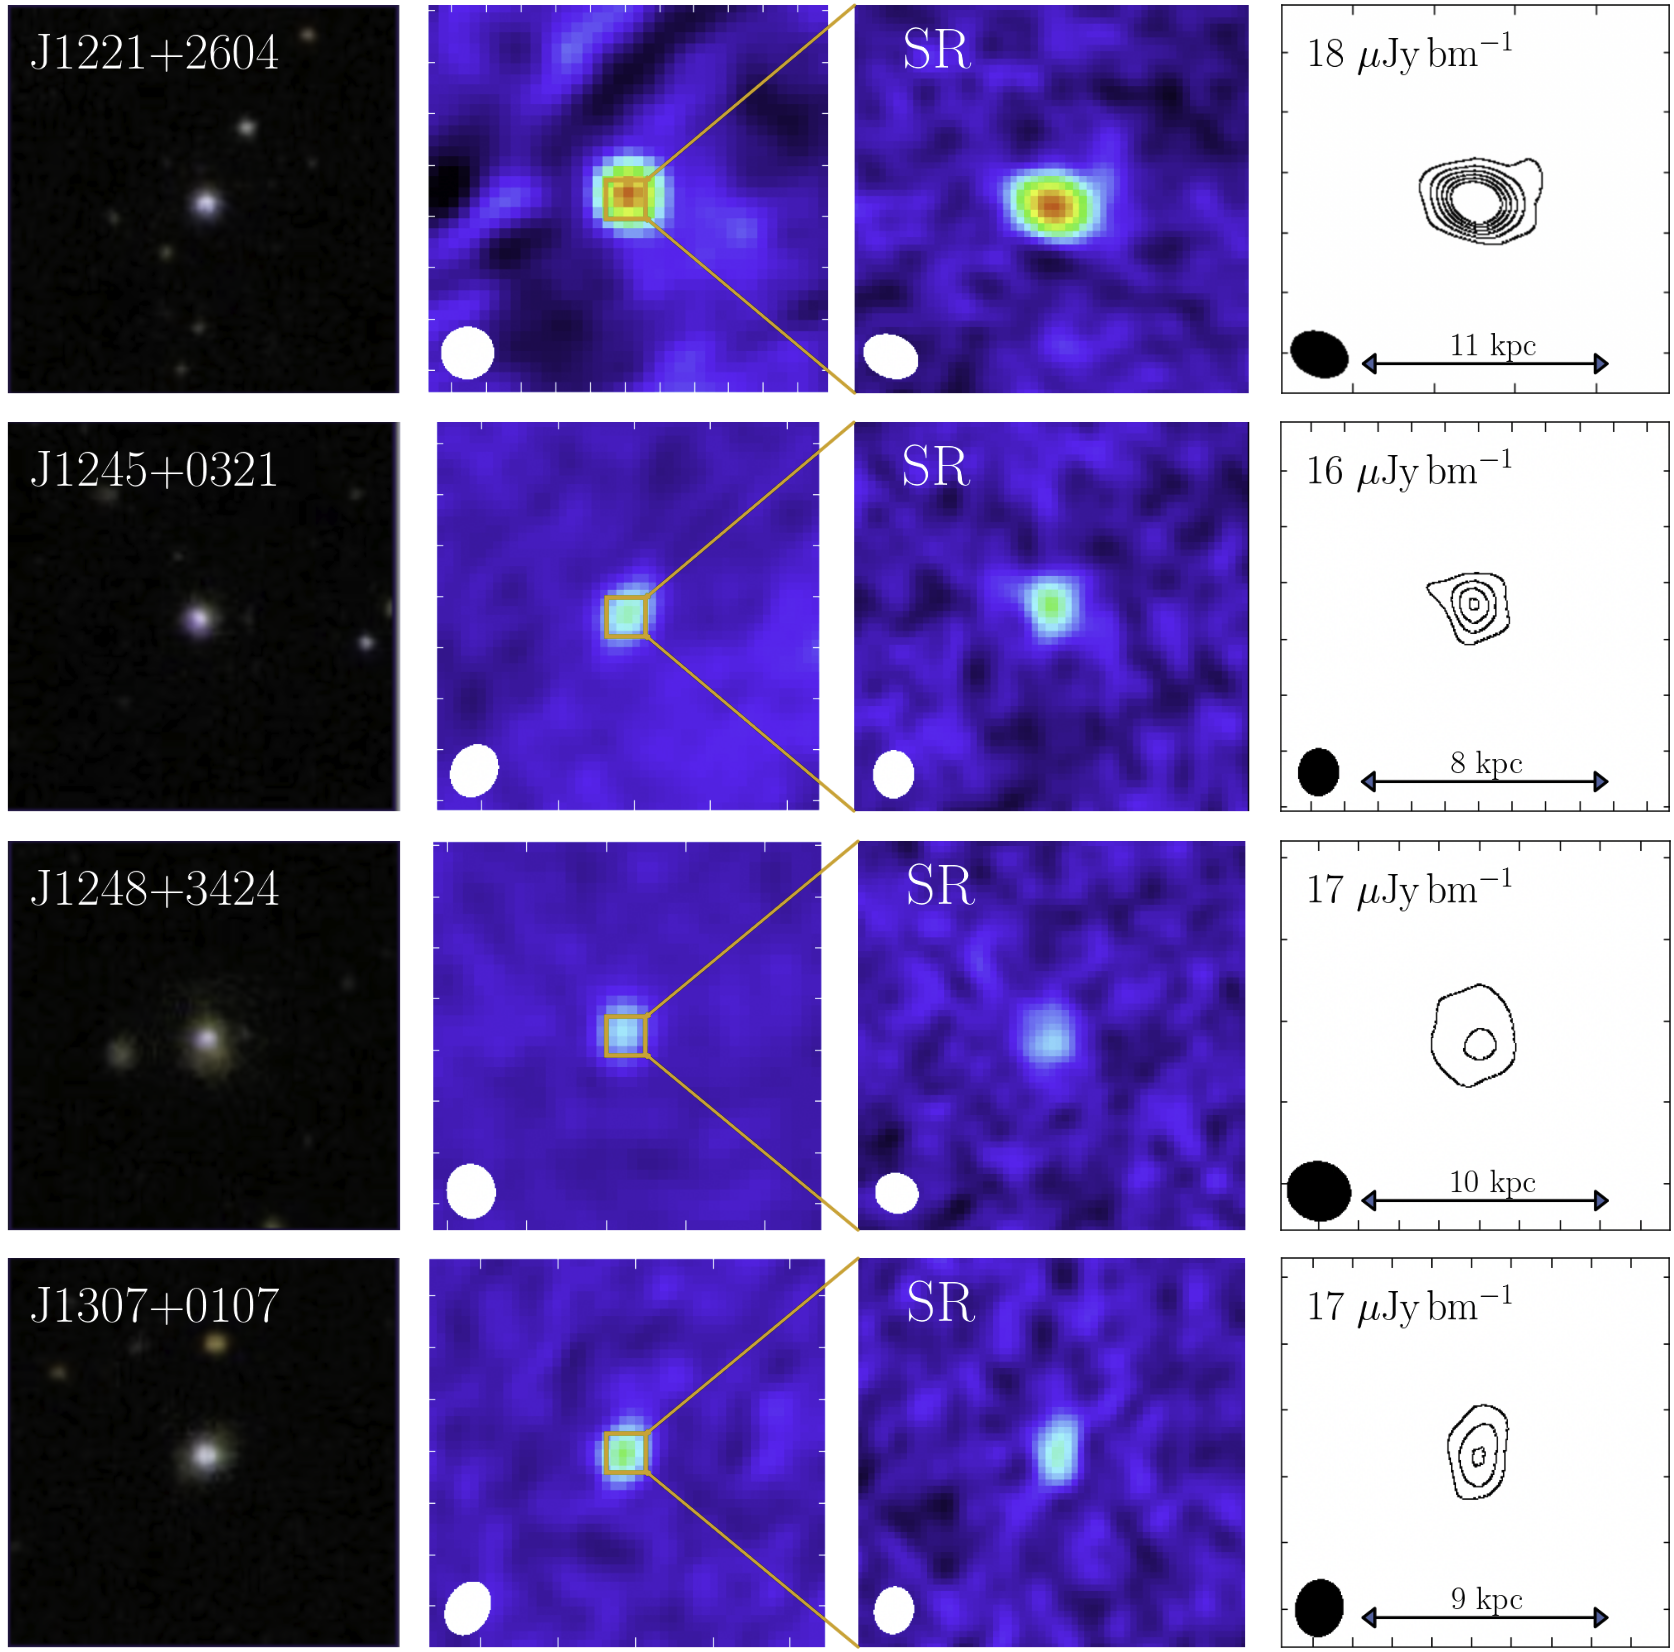 J1221+2604
SR
18 μJy bm⁻¹
11 kpc
J1245+0321
SR
16 μJy bm⁻¹
8 kpc
J1248+3424
SR
17 μJy bm⁻¹
10 kpc
J1307+0107
SR
17 μJy bm⁻¹
9 kpc